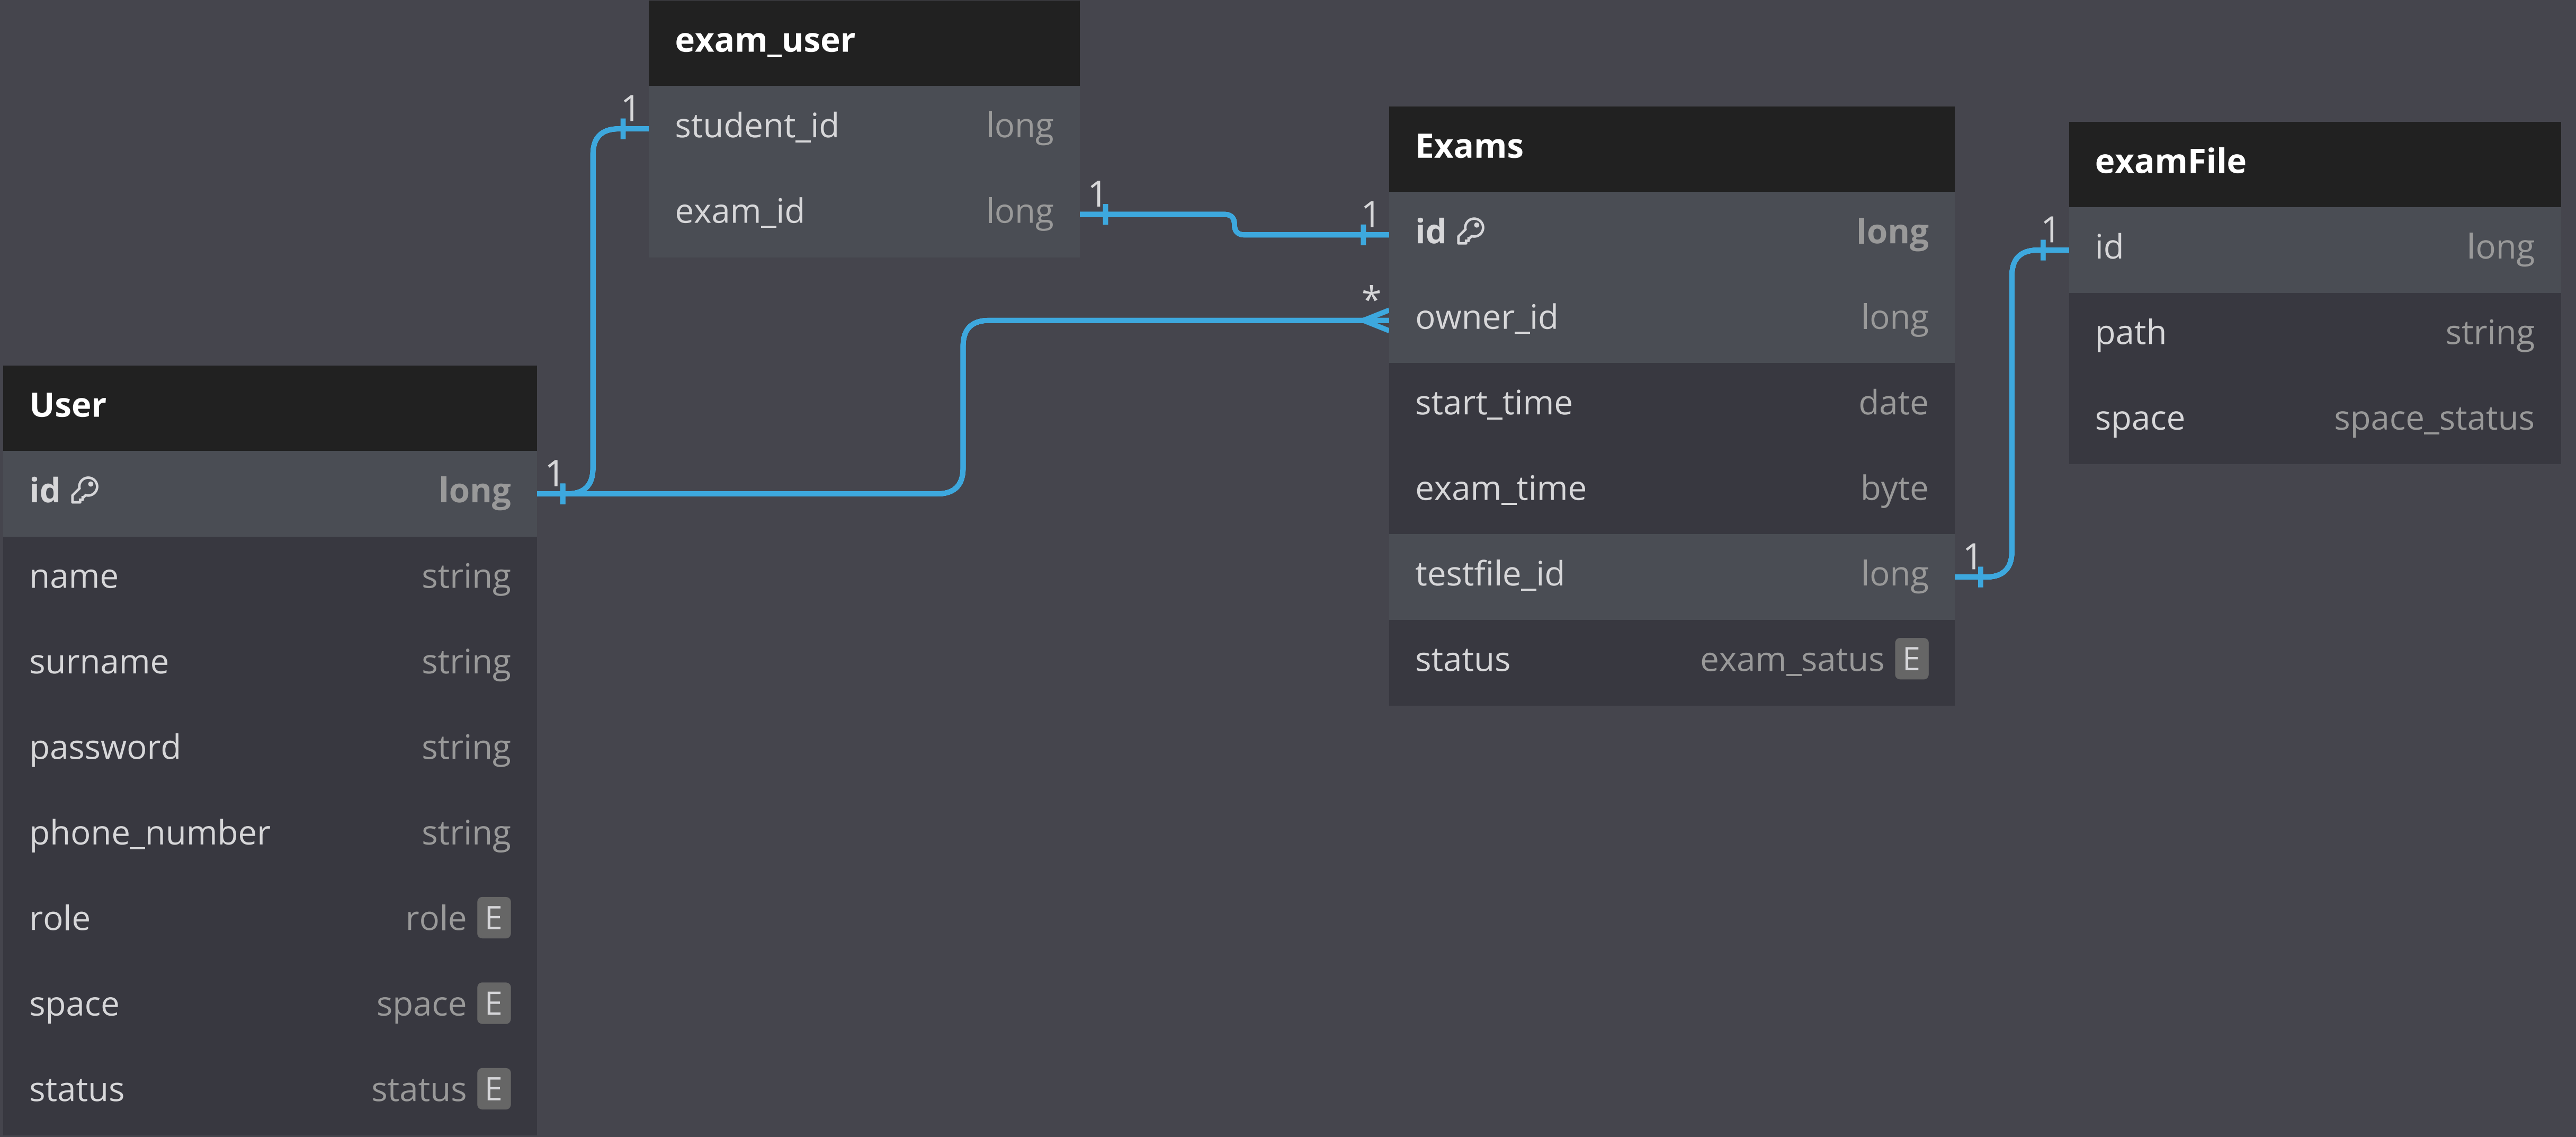 exam_user
student_id long
exam_id long
1
1
Exams
id long
owner_id long
start_time date
exam_time byte
testfile_id long
status exam_satus E
1
*
1
examFile
id long
path string
space space_status
1
User
id long
name string
surname string
password string
phone_number string
role role E
space space E
status status E
1